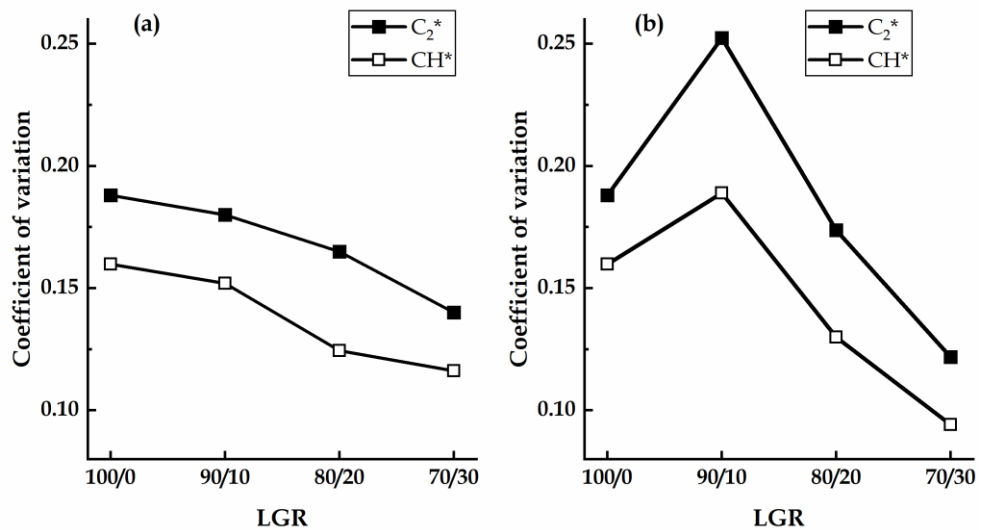 (a)
C₂*
CH*
Coefficient of variation
0.25
0.20
0.15
0.10
100/0 90/10 80/20 70/30
LGR
(b)
C₂*
CH*
Coefficient of variation
0.25
0.20
0.15
0.10
100/0 90/10 80/20 70/30
LGR